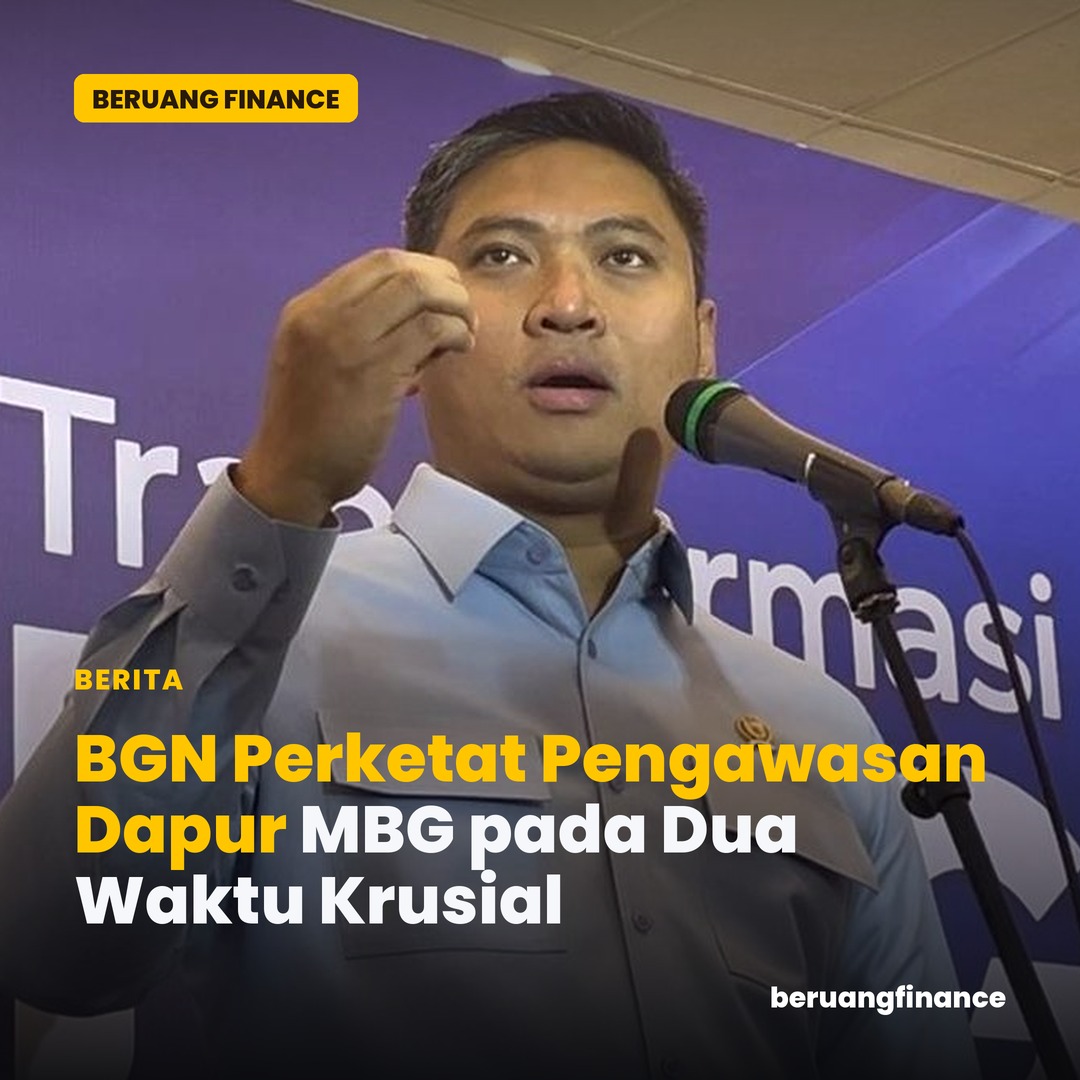 BERUANG FINANCE
BERITA
BGN Perketat Pengawasan
Dapur MBG pada Dua
Waktu Krusial
beruangfinance